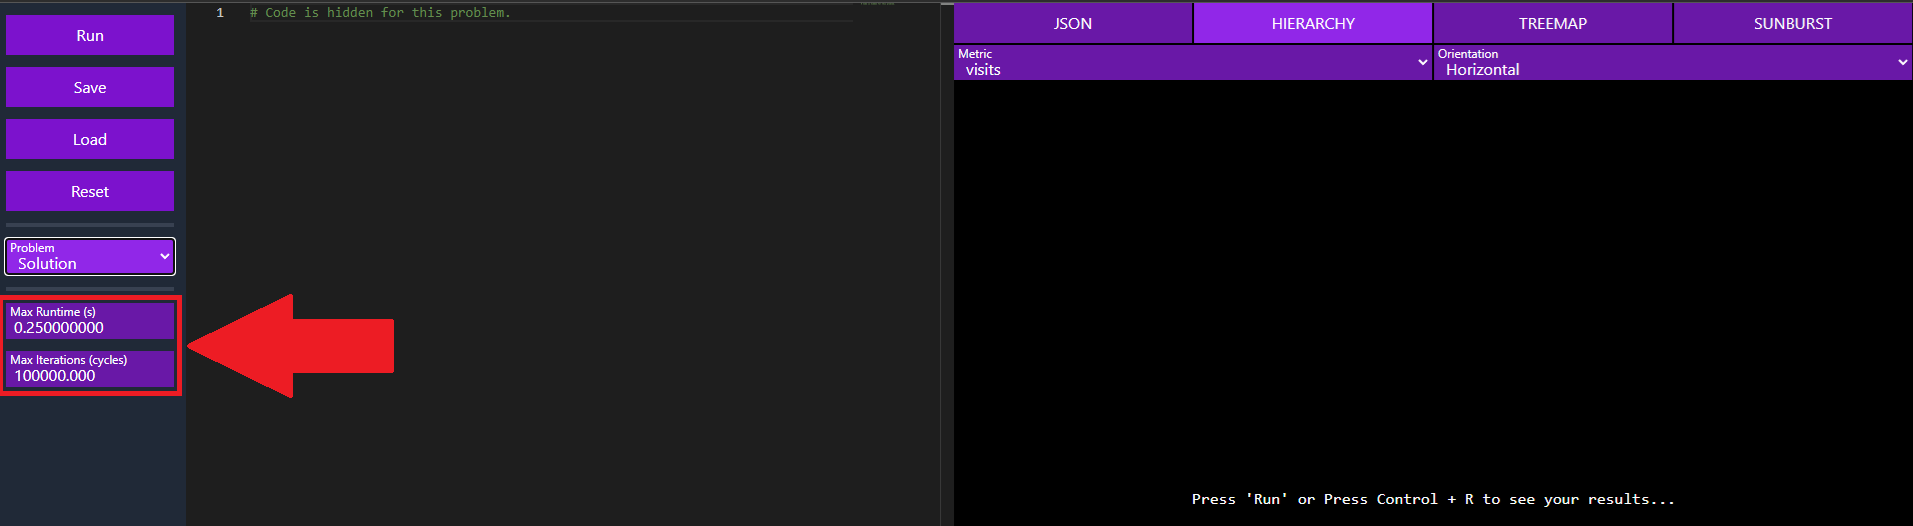 Run
Save
Load
Reset
Problem
Solution
Max Runtime (s)
0.250000000
Max Iterations (cycles)
100000.000
1 # Code is hidden for this problem.
JSON HIERARCHY TREEMAP SUNBURST
Metric
visits
Orientation
Horizontal
Press 'Run' or Press Control + R to see your results...